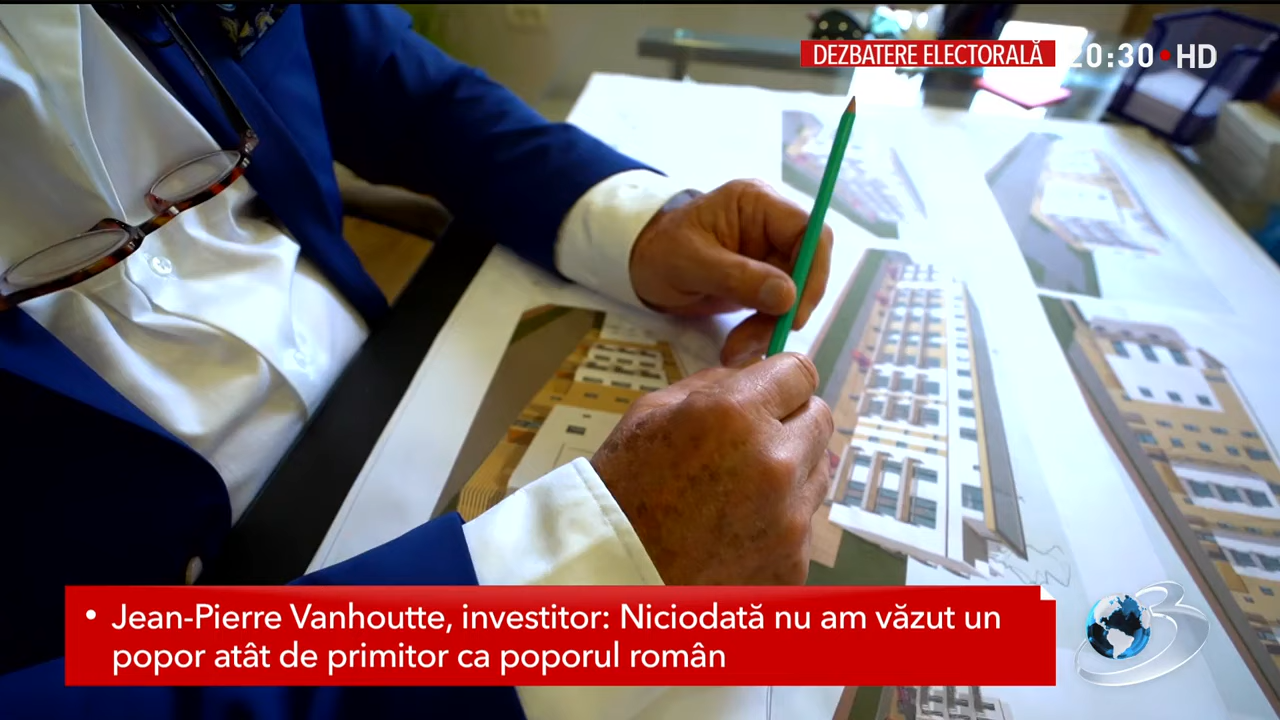 DEZBATERE ELECTORALĂ
20:30 • HD
• Jean-Pierre Vanhoutte, investitor: Niciodată nu am văzut un
popor atât de primitor ca poporul român
3